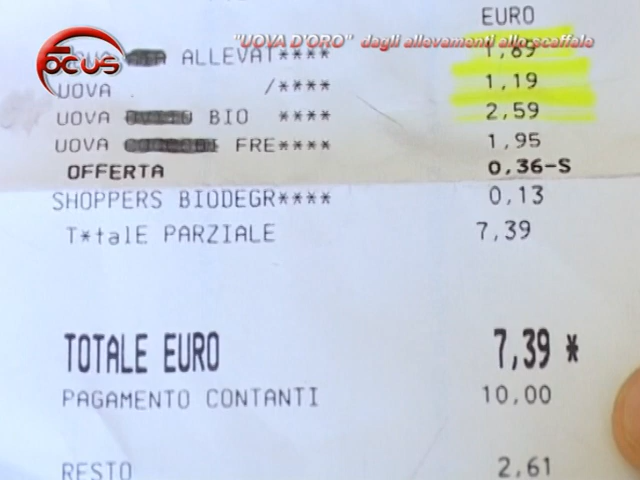 EURO
"UOVA D'ORO" dagli allevamenti allo scaffale
FOCUS
ALLEVAT**** 1,89
UOVA /**** 1,19
UOVA BIO **** 2,59
UOVA FRE**** 1,95
OFFERTA 0,36-S
SHOPPERS BIODEGR**** 0,13
T*talE PARZIALE 7,39
TOTALE EURO 7,39 *
PAGAMENTO CONTANTI 10,00
RESTO 2,61